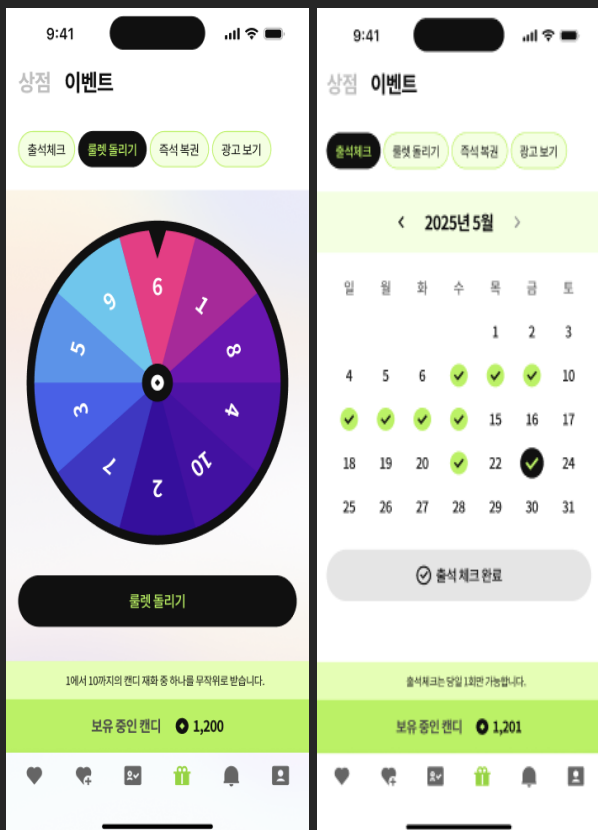 9:41
상점 이벤트
출석체크 룰렛 돌리기 즉석 복권 광고 보기
6
1
8
4
10
2
7
3
5
9
룰렛 돌리기
1에서 10까지의 캔디 재화 중 하나를 무작위로 받습니다.
보유 중인 캔디 1,200
9:41
상점 이벤트
출석체크 룰렛 돌리기 즉석 복권 광고 보기
2025년 5월
일 월 화 수 목 금 토
1 2 3
4 5 6 10
15 16 17
18 19 20 22 24
25 26 27 28 29 30 31
출석 체크 완료
출석체크는 당일 1회만 가능합니다.
보유 중인 캔디 1,201